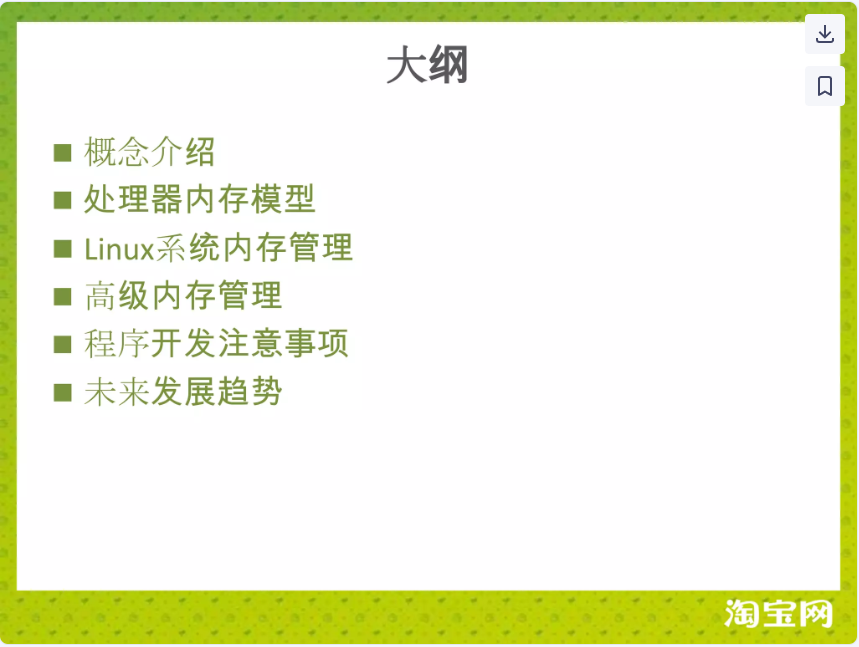 大纲
概念介绍
处理器内存模型
Linux系统内存管理
高级内存管理
程序开发注意事项
未来发展趋势
淘宝网